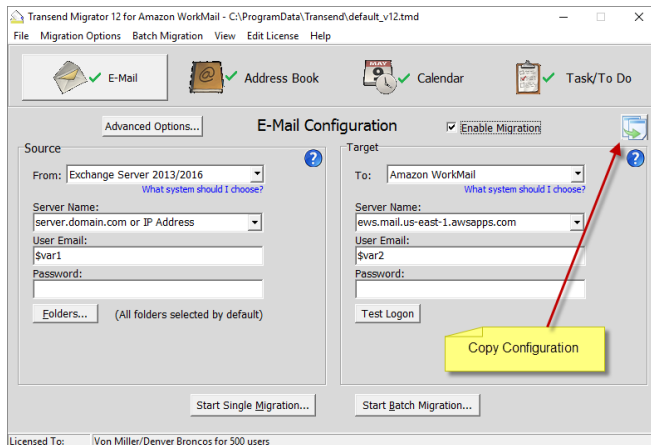 Transend Migrator 12 for Amazon WorkMail - C:\ProgramData\Transend\default_v12.tmd
File Migration Options Batch Migration View Edit License Help
E-Mail
Address Book
MAY
Calendar
Task/To Do
Advanced Options...
E-Mail Configuration
Enable Migration
Source
From: Exchange Server 2013/2016
What system should I choose?
Server Name:
server.domain.com or IP Address
User Email:
$var1
Password:
Folders... (All folders selected by default)
Target
To: Amazon WorkMail
What system should I choose?
Server Name:
ews.mail.us-east-1.awsapps.com
User Email:
$var2
Password:
Test Logon
Copy Configuration
Start Single Migration...
Start Batch Migration...
Licensed To: Von Miller/Denver Broncos for 500 users